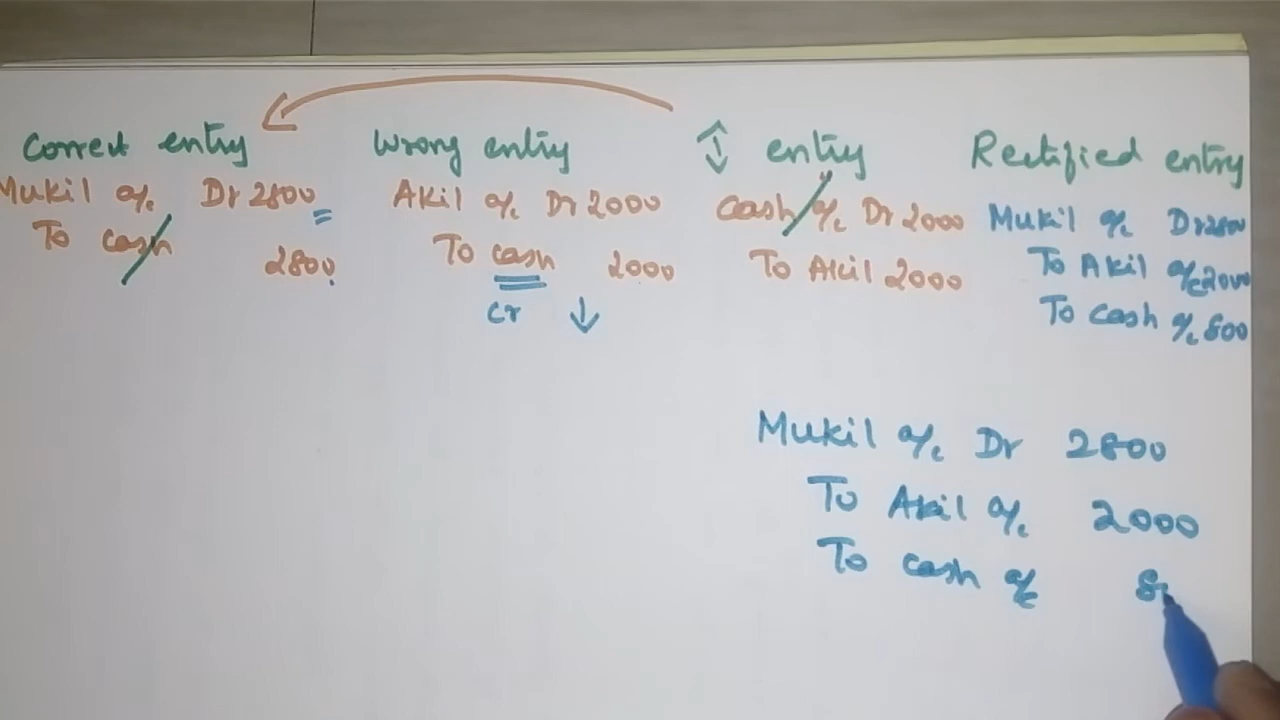 Correct entry
Mukil a/c Dr 2800
To cash
2800
Wrong entry
Akil a/c Dr 2000
To cash 2000
Cr ↓
↕ entry
Cash a/c Dr 2000
To Akil 2000
Rectified entry
Mukil a/c Dr 2800
To Akil a/c 2000
To cash a/c 800
Mukil a/c Dr 2800
To Akil a/c 2000
To cash a/c 8